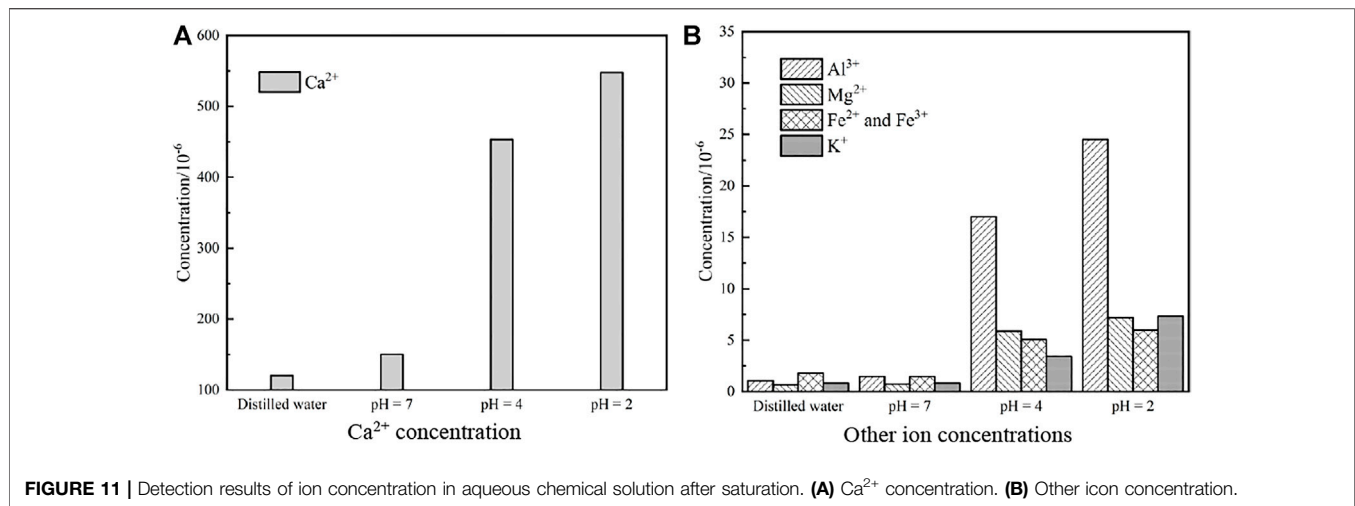 A
600
500
400
300
200
100
Concentration/10⁻⁶
Ca²⁺
Distilled water
pH = 7
pH = 4
pH = 2
Ca²⁺ concentration
B
35
30
25
20
15
10
5
0
Concentration/10⁻⁶
Al³⁺
Mg²⁺
Fe²⁺ and Fe³⁺
K⁺
Distilled water
pH = 7
pH = 4
pH = 2
Other ion concentrations
FIGURE 11 | Detection results of ion concentration in aqueous chemical solution after saturation. (A) Ca²⁺ concentration. (B) Other icon concentration.